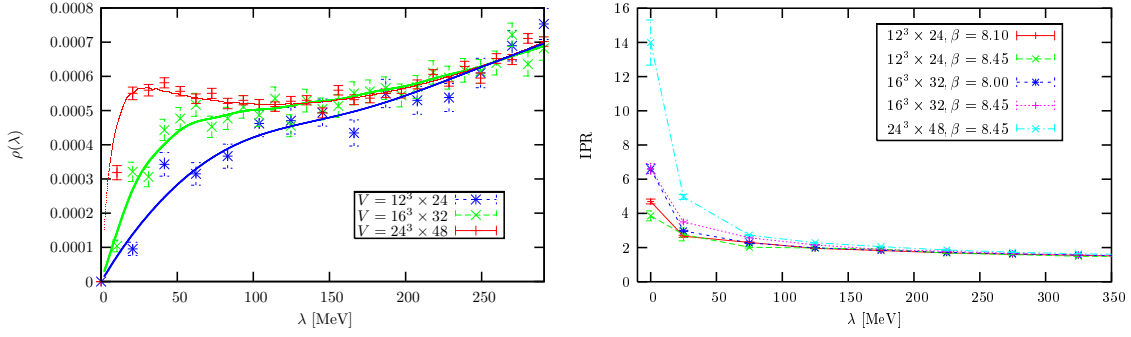 0.0008
0.0007
0.0006
0.0005
0.0004
0.0003
0.0002
0.0001
0
ρ(λ)
V = 12³ × 24
V = 16³ × 32
V = 24³ × 48
0 50 100 150 200 250
λ [MeV]
16
14
12
10
8
6
4
2
0
IPR
12³ × 24, β = 8.10
12³ × 24, β = 8.45
16³ × 32, β = 8.00
16³ × 32, β = 8.45
24³ × 48, β = 8.45
0 50 100 150 200 250 300 350
λ [MeV]